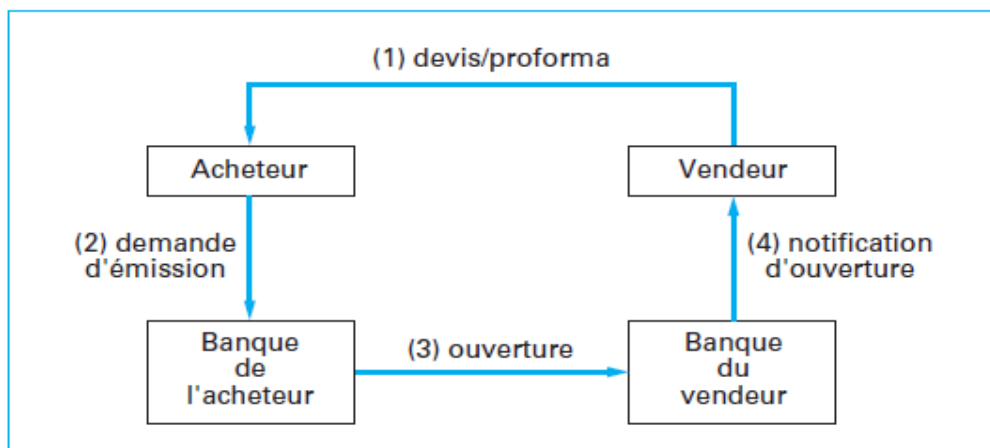 (1) devis/proforma
Acheteur
Vendeur
(2) demande
d'émission
(4) notification
d'ouverture
Banque
de
l'acheteur
(3) ouverture
Banque
du
vendeur